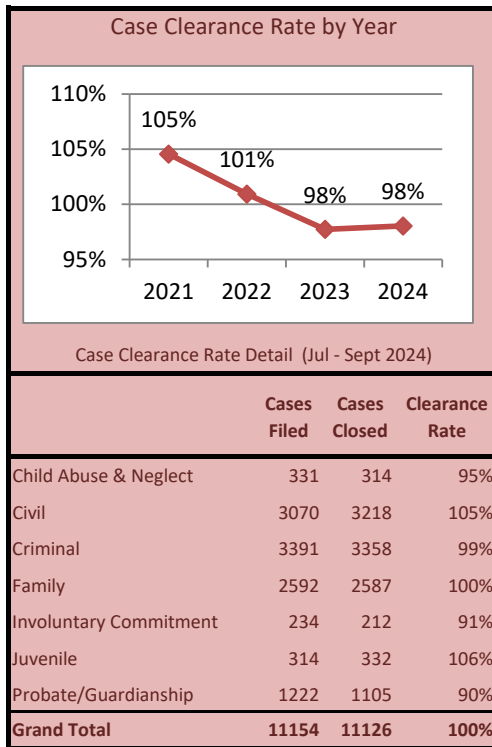 Case Clearance Rate by Year
110%
105%
100%
95%
105%
101%
98%
98%
2021 2022 2023 2024
Case Clearance Rate Detail (Jul - Sept 2024)
Cases Filed Cases Closed Clearance Rate
Child Abuse & Neglect 331 314 95%
Civil 3070 3218 105%
Criminal 3391 3358 99%
Family 2592 2587 100%
Involuntary Commitment 234 212 91%
Juvenile 314 332 106%
Probate/Guardianship 1222 1105 90%
Grand Total 11154 11126 100%